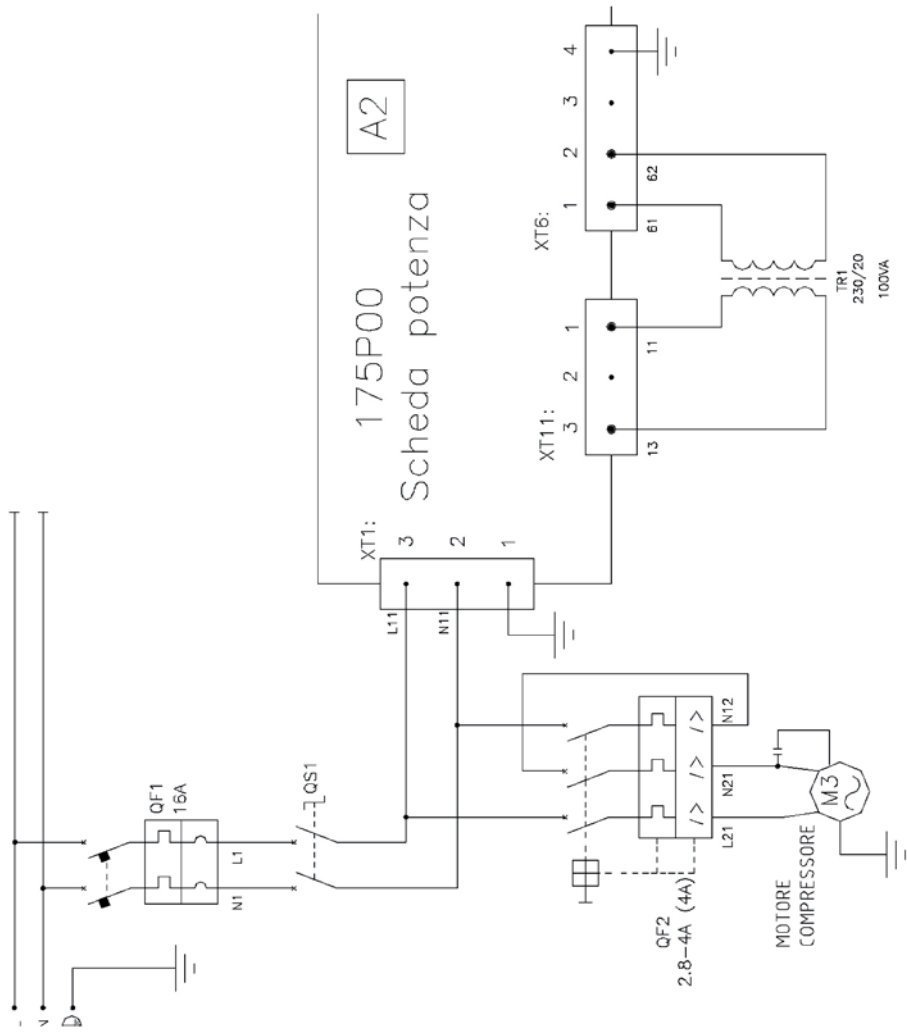 175P00
Scheda potenza
A2
XT6:
1
2
3
4
61
62
XT11:
3
2
1
13
11
TR1
230/20
100VA
XT1:
3
2
1
L11
N11
QF1
16A
L1
N1
QS1
N
QF2
2.8-4A (4A)
I>
I>
I>
L21
N21
N12
M3
MOTORE
COMPRESSORE